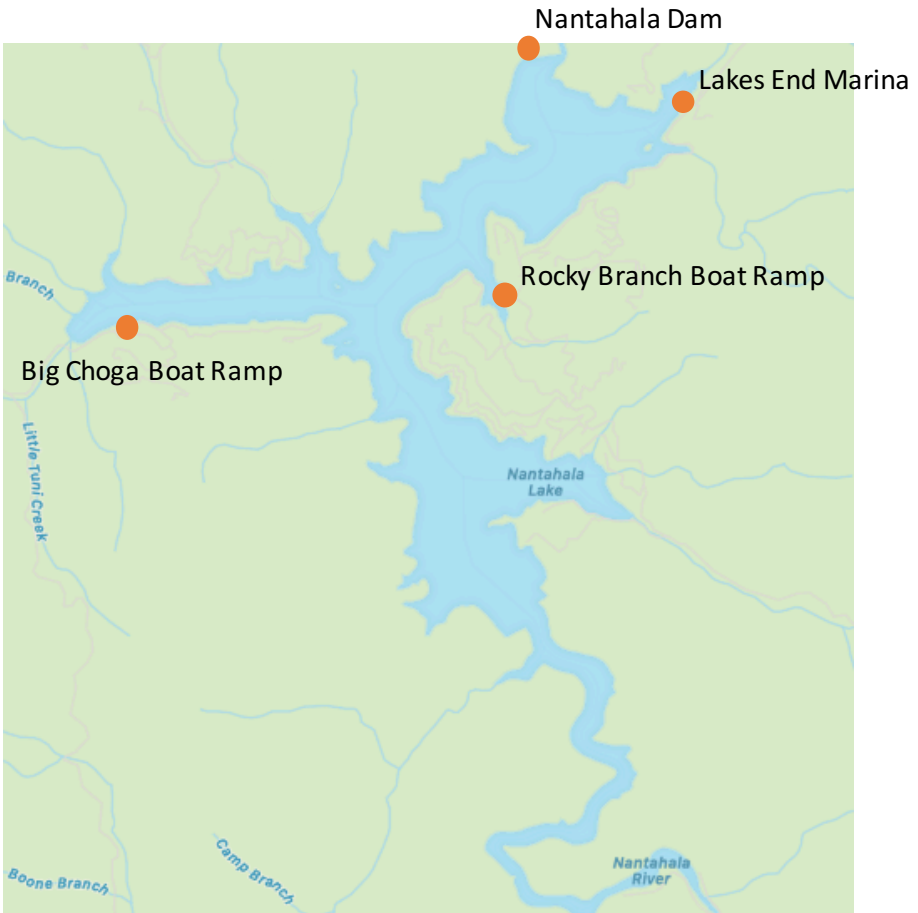 Nantahala Dam
Lakes End Marina
Rocky Branch Boat Ramp
Branch
Big Choga Boat Ramp
Little Tuni Creek
Nantahala
Lake
Nantahala
River
Camp Branch
Boone Branch